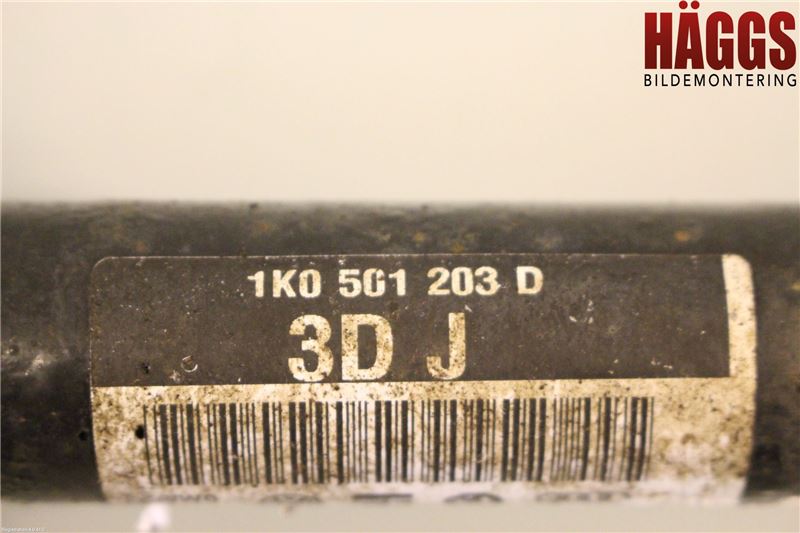 HÄGGS
BILDEMONTERING
1K0 501 203 D
3D J